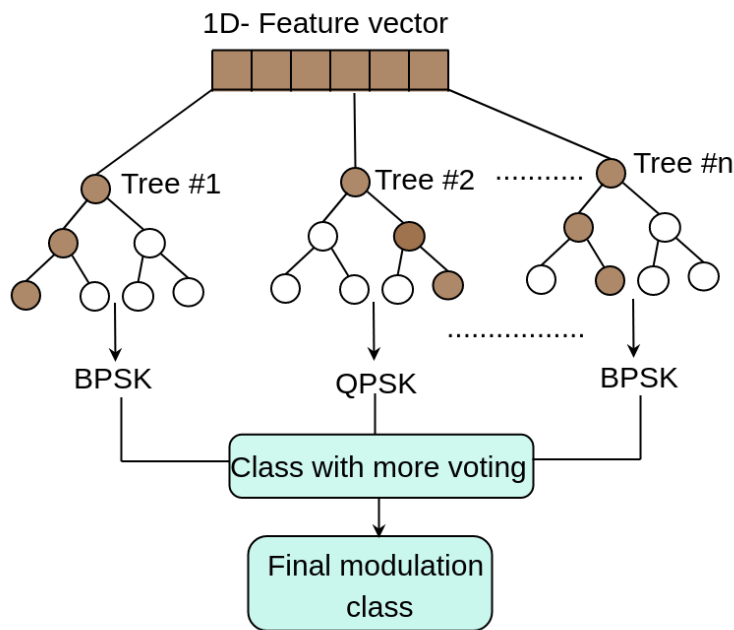 1D- Feature vector
Tree #1
Tree #2
...........
Tree #n
.................
BPSK
QPSK
BPSK
Class with more voting
Final modulation
class